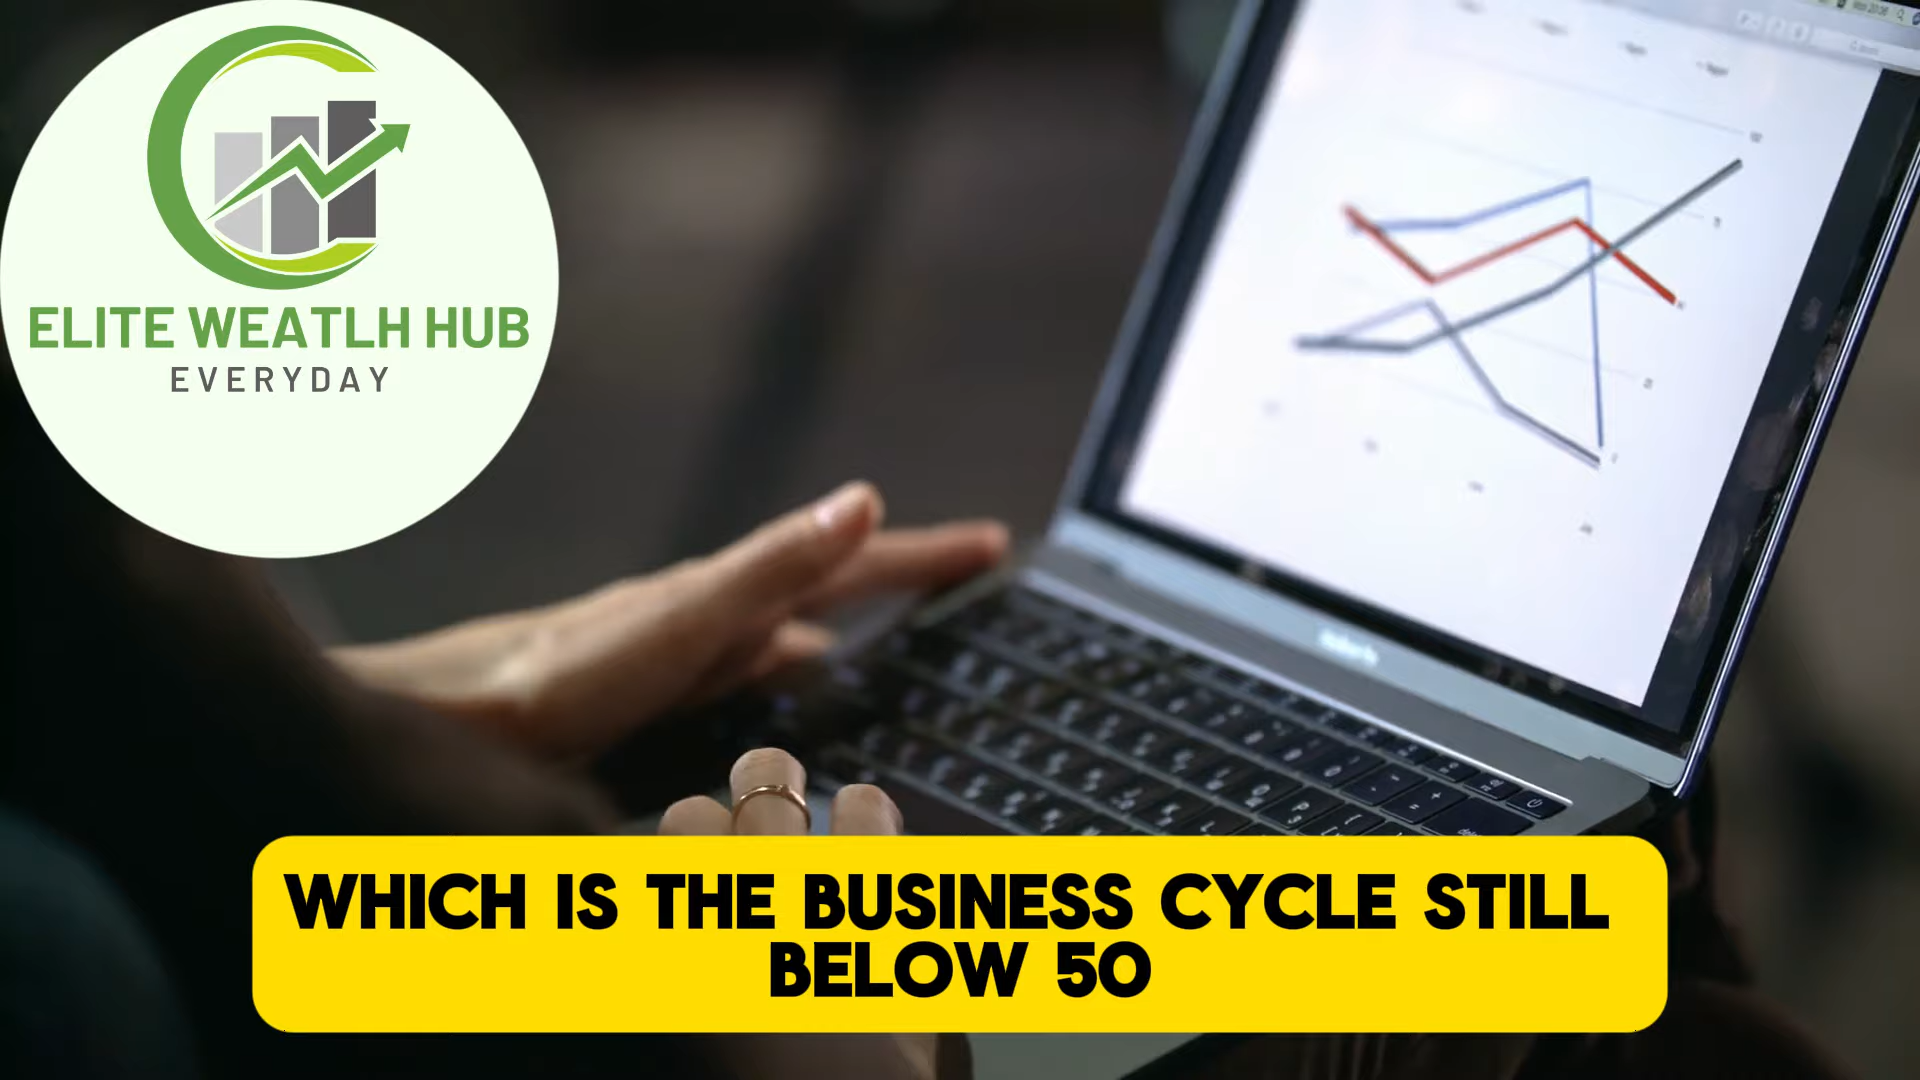 ELITE WEATLH HUB
EVERYDAY
WHICH IS THE BUSINESS CYCLE STILL
BELOW 50